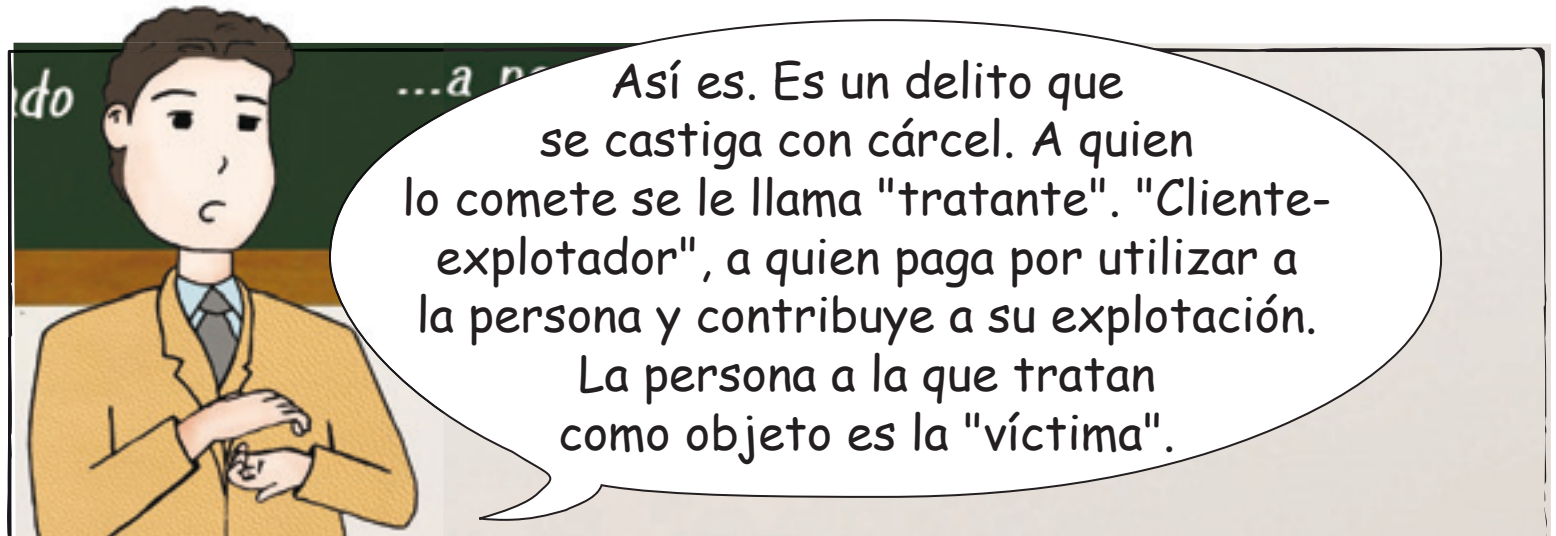 do
...a
Así es. Es un delito que
se castiga con cárcel. A quien
lo comete se le llama "tratante". "Cliente-
explotador", a quien paga por utilizar a
la persona y contribuye a su explotación.
La persona a la que tratan
como objeto es la "víctima".